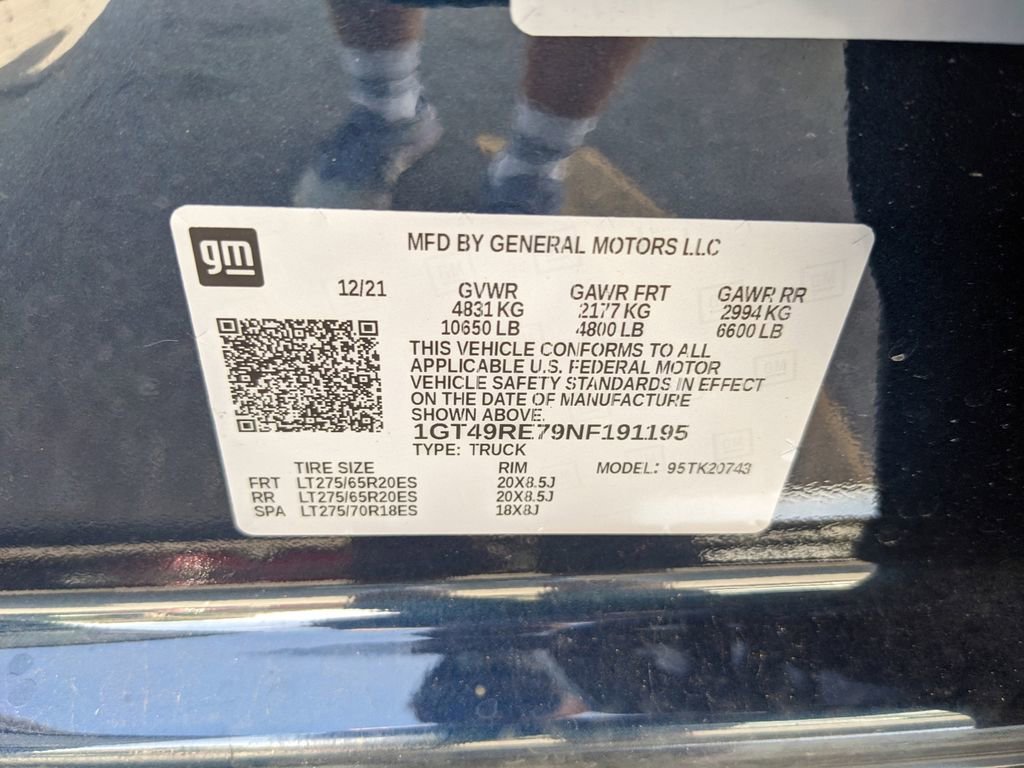 gm
MFD BY GENERAL MOTORS LLC
12/21
GVWR
4831 KG
10650 LB
GAWR FRT
2177 KG
4800 LB
GAWR RR
2994 KG
6600 LB
THIS VEHICLE CONFORMS TO ALL
APPLICABLE U.S. FEDERAL MOTOR
VEHICLE SAFETY STANDARDS IN EFFECT
ON THE DATE OF MANUFACTURE
SHOWN ABOVE.
1GT49RE79NF191195
TYPE: TRUCK
MODEL: 95TK20743
TIRE SIZE RIM
FRT LT275/65R20ES 20X8.5J
RR LT275/65R20ES 20X8.5J
SPA LT275/70R18ES 18X8J